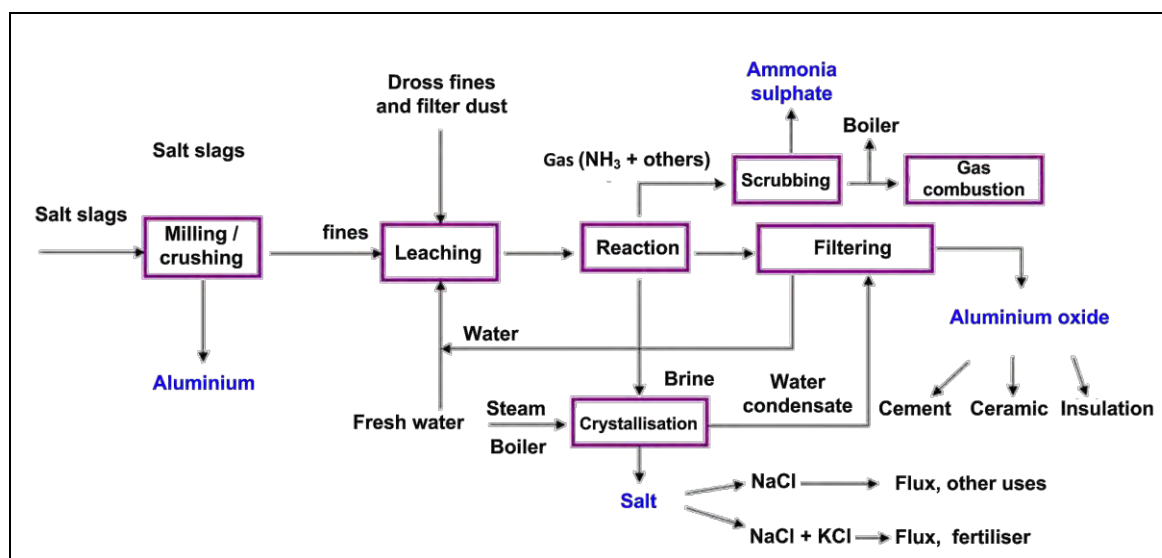 Ammonia
sulphate
Dross fines
and filter dust
Boiler
Salt slags
Gas (NH₃ + others)
Scrubbing
Gas
combustion
Salt slags
Milling /
crushing
fines
Leaching
Reaction
Filtering
Aluminium oxide
Water
Aluminium
Brine
Water
condensate
Cement
Ceramic
Insulation
Fresh water
Steam
Boiler
Crystallisation
Salt
NaCl
Flux, other uses
NaCl + KCl
Flux, fertiliser